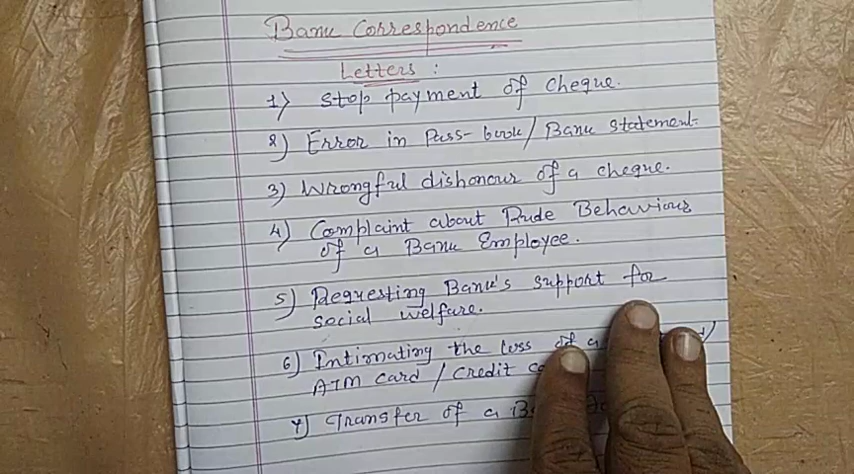 Bank Correspondence
Letters :
1) Stop payment of cheque.
2) Error in Pass-book/Bank Statement.
3) Wrongful dishonour of a cheque.
4) Complaint about Rude Behaviour
of a Bank Employee.
5) Requesting Bank's support for
social welfare.
6) Intimating the loss of a
ATM card / Credit
7) Transfer of a